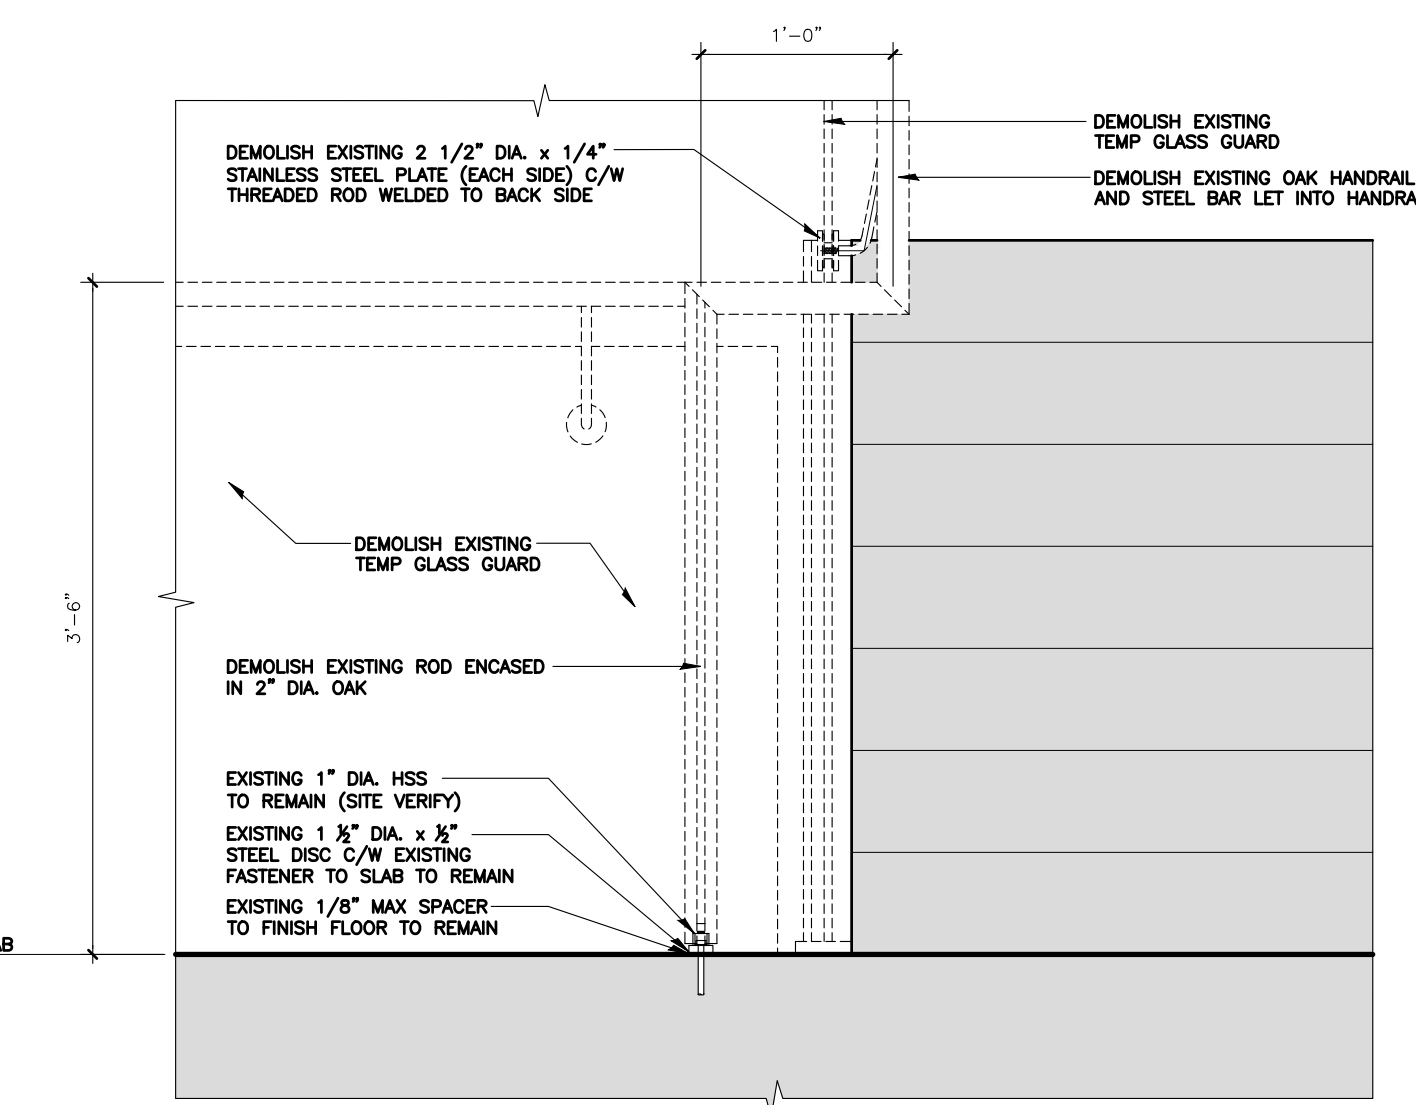 1'-0"
DEMOLISH EXISTING
TEMP GLASS GUARD
DEMOLISH EXISTING 2 1/2" DIA. x 1/4"
STAINLESS STEEL PLATE (EACH SIDE) C/W
THREADED ROD WELDED TO BACK SIDE
DEMOLISH EXISTING OAK HANDRAIL
AND STEEL BAR LET INTO
DEMOLISH EXISTING
TEMP GLASS GUARD
3'-6"
DEMOLISH EXISTING ROD ENCASED
IN 2" DIA. OAK
EXISTING 1" DIA. HSS
TO REMAIN (SITE VERIFY)
EXISTING 1 ½" DIA. x ½"
STEEL DISC C/W EXISTING
FASTENER TO SLAB TO REMAIN
EXISTING 1/8" MAX SPACER
TO FINISH FLOOR TO REMAIN